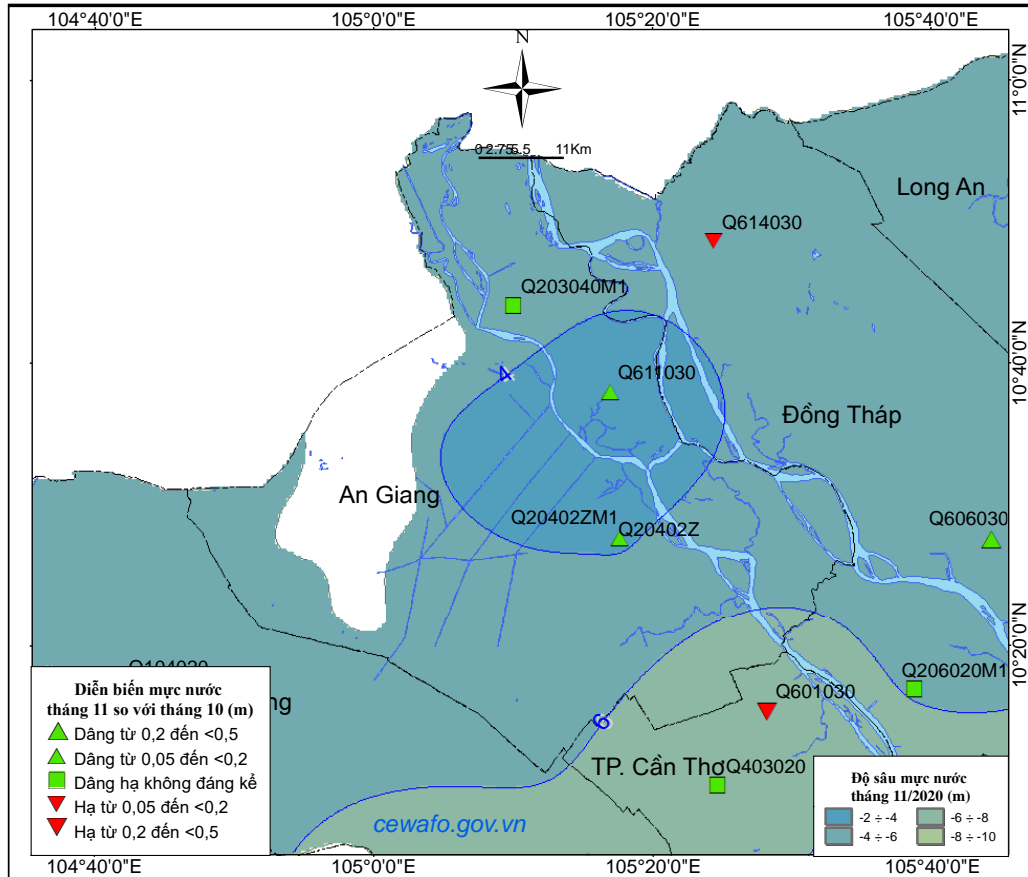 104°40'0"E 105°0'0"E 105°20'0"E 105°40'0"E
N
11°0'0"N
0 2.75 5.5 11Km
Long An
Q614030
Q203040M1
10°40'0"N
4
Q611030
Đồng Tháp
An Giang
Q20402ZM1
Q20402Z
Q606030
10°20'0"N
Q206020M1
Q601030
6
TP. Cần Thơ
Q403020
cewafo.gov.vn
Diễn biến mực nước
tháng 11 so với tháng 10 (m)
Dâng từ 0,2 đến <0,5
Dâng từ 0,05 đến <0,2
Dâng hạ không đáng kể
Hạ từ 0,05 đến <0,2
Hạ từ 0,2 đến <0,5
Độ sâu mực nước
tháng 11/2020 (m)
-2 ÷ -4
-4 ÷ -6
-6 ÷ -8
-8 ÷ -10
104°40'0"E 105°0'0"E 105°20'0"E 105°40'0"E